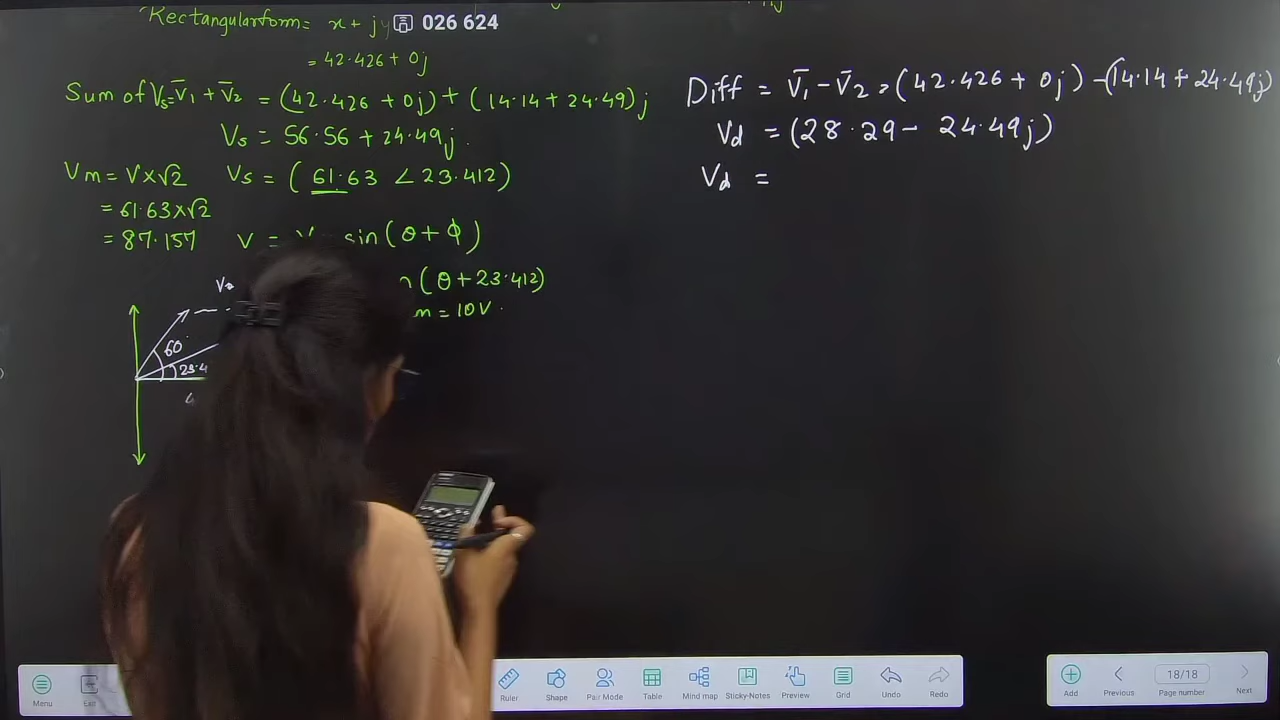 Rectangularform = x + jy
026 624
= 42.426 + 0j
Sum of Vs = V̄1 + V̄2 = (42.426 + 0j) + (14.14 + 24.49)j
Vs = 56.56 + 24.49j.
Vm = V×√2 Vs = (61.63 ∠23.412)
= 61.63×√2
= 87.157 v = sin(θ+ϕ)
(θ+23.412)
m = 10V.
60°
23.4
Diff = V̄1 - V̄2 = (42.426 + 0j) - (14.14 + 24.49j)
Vd = (28.29 - 24.49j)
Vd =
Menu
Ruler Shape Pair Mode Table Mind map Sticky-Notes Preview Grid Undo Redo
Add Previous 18/18 Page number Next